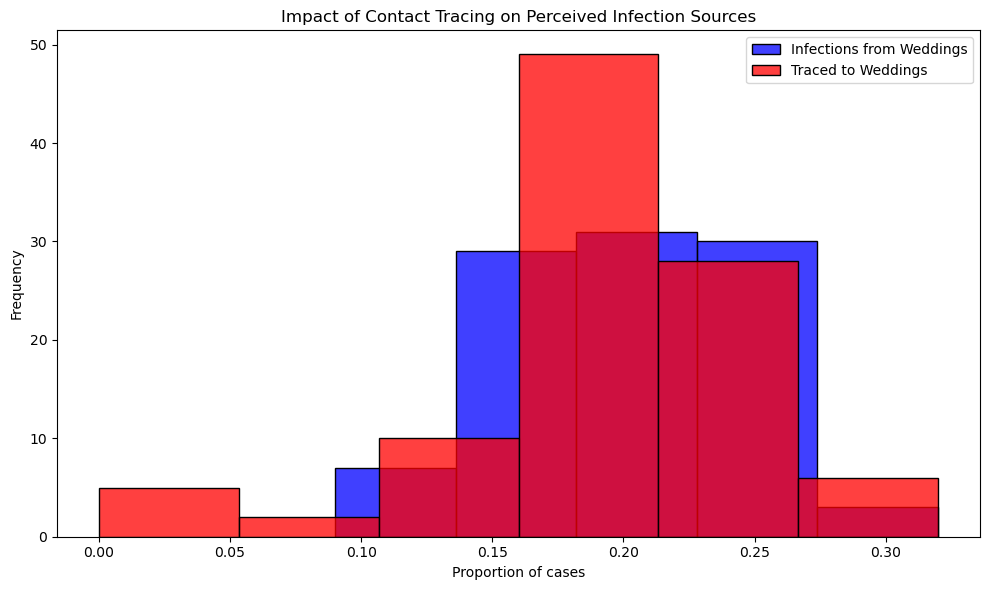 Impact of Contact Tracing on Perceived Infection Sources
Infections from Weddings
Traced to Weddings
Frequency
50
40
30
20
10
0
0.00 0.05 0.10 0.15 0.20 0.25 0.30
Proportion of cases